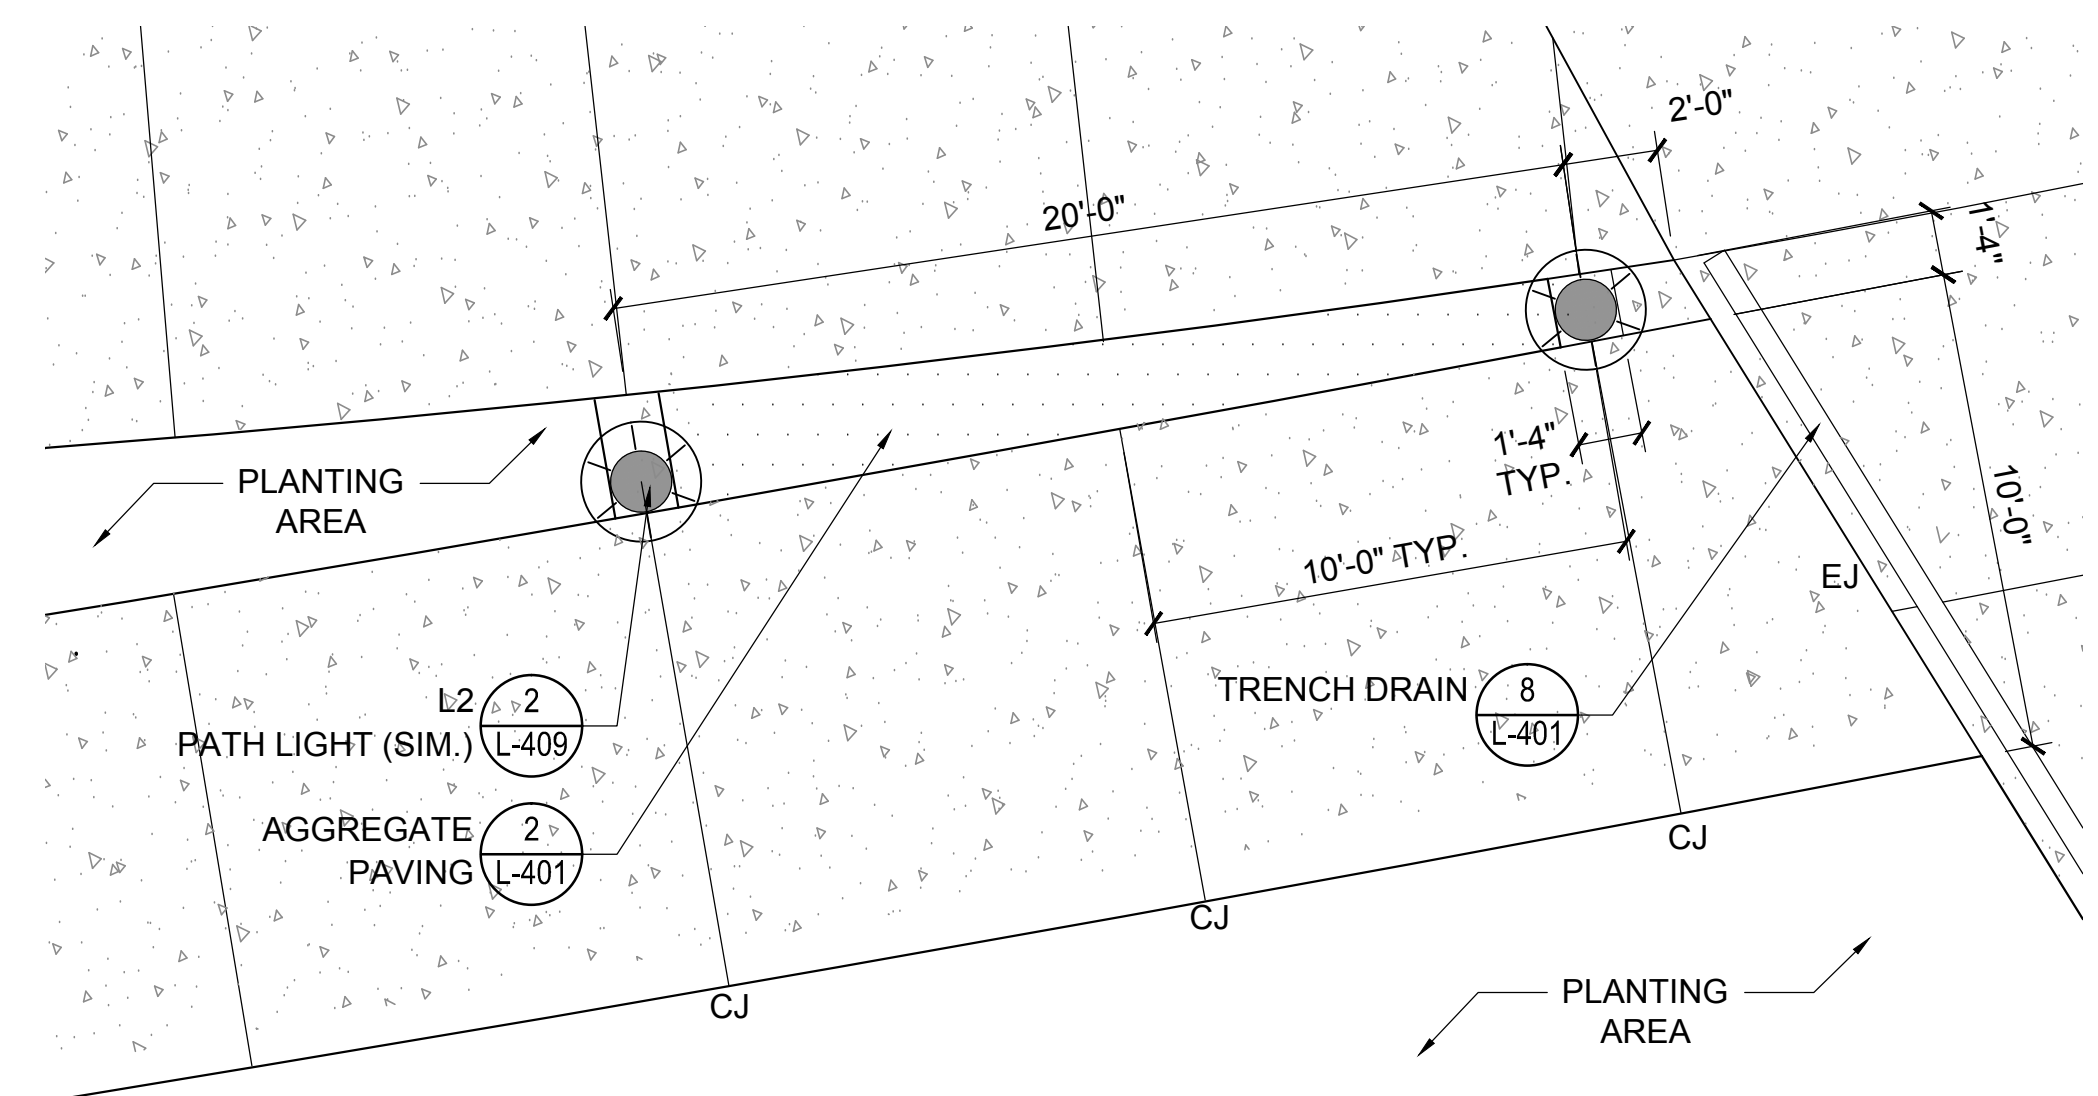 2'-0"
20'-0"
1'-4"
1'-4"
TYP.
10'-0"
PLANTING
AREA
10'-0" TYP.
EJ
L2
PATH LIGHT (SIM.)
2
L-409
TRENCH DRAIN
8
L-401
AGGREGATE
PAVING
2
L-401
CJ
CJ
CJ
PLANTING
AREA